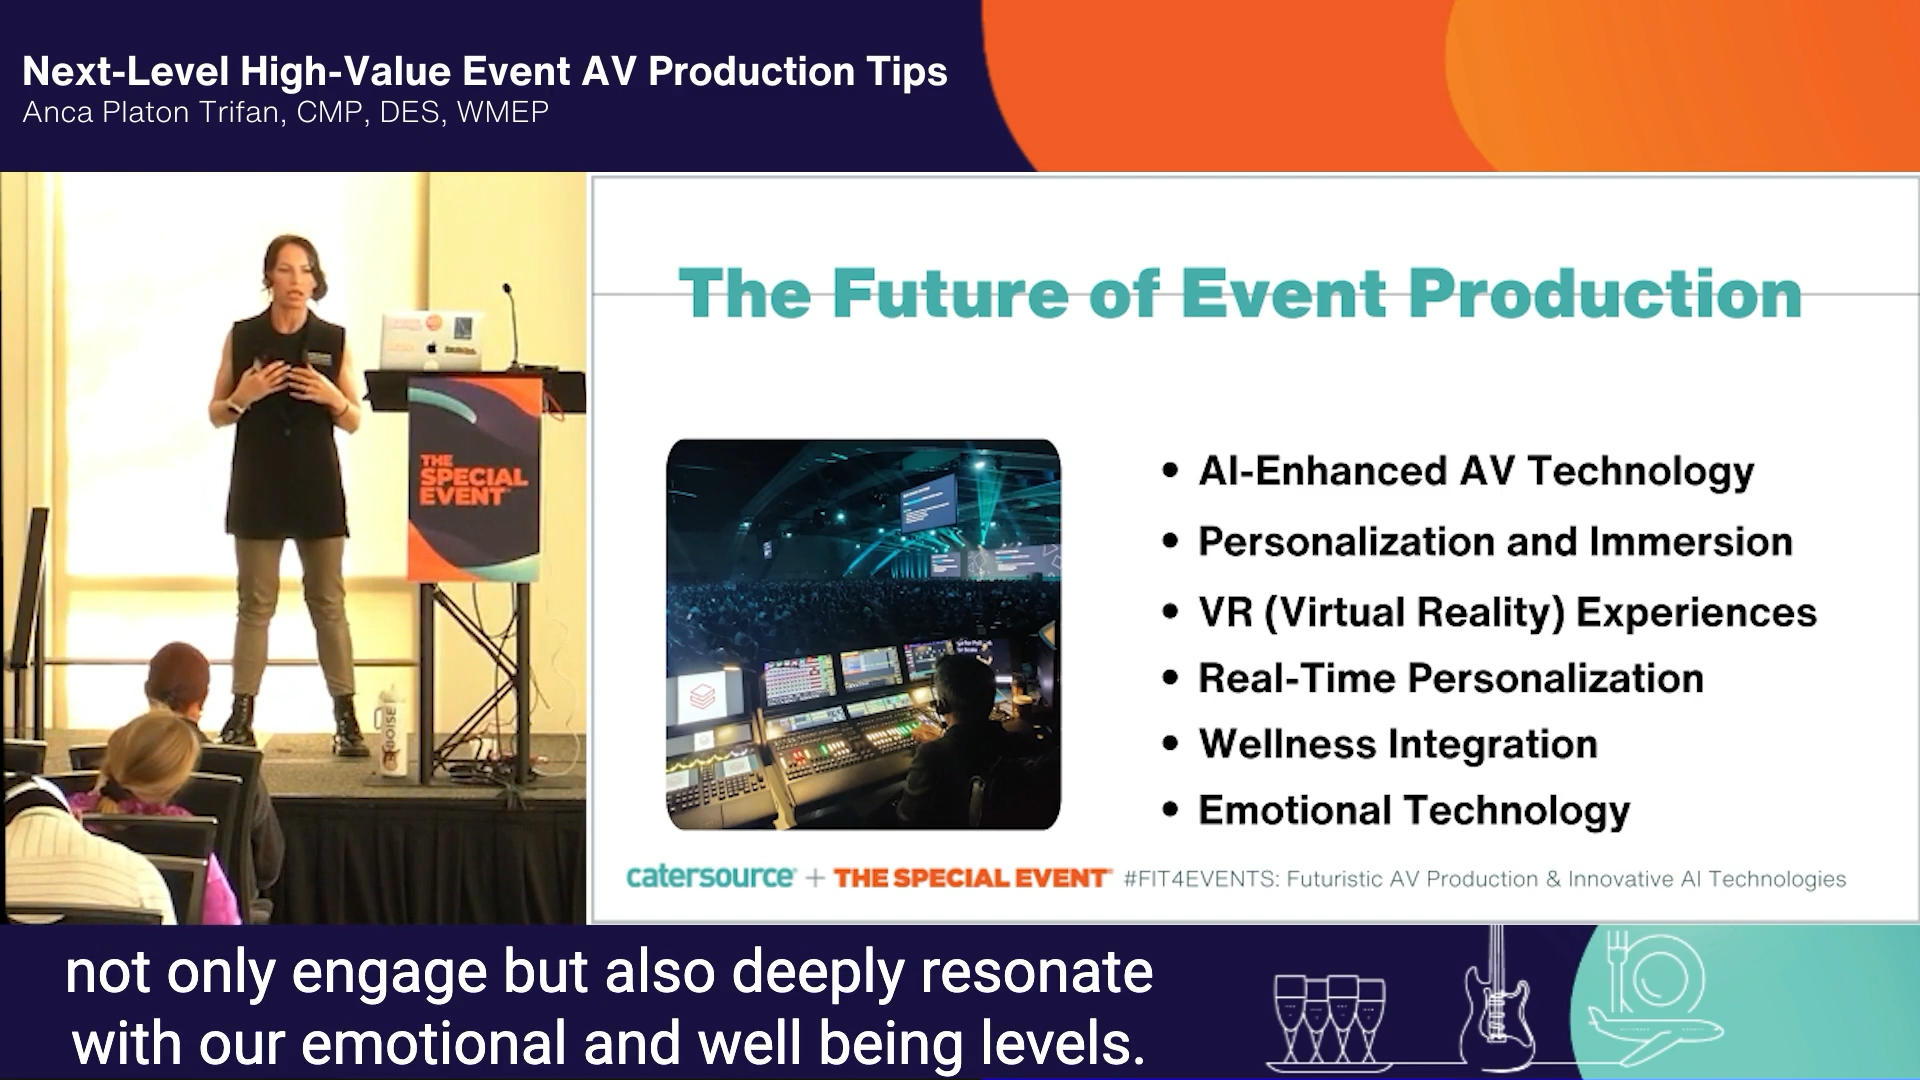 Next-Level High-Value Event AV Production Tips
Anca Platon Trifan, CMP, DES, WMEP
The Future of Event Production
THE
SPECIAL
EVENT
BOISE
• AI-Enhanced AV Technology
• Personalization and Immersion
• VR (Virtual Reality) Experiences
• Real-Time Personalization
• Wellness Integration
• Emotional Technology
catersource + THE SPECIAL EVENT #FIT4EVENTS: Futuristic AV Production & Innovative AI Technologies
not only engage but also deeply resonate
with our emotional and well being levels.